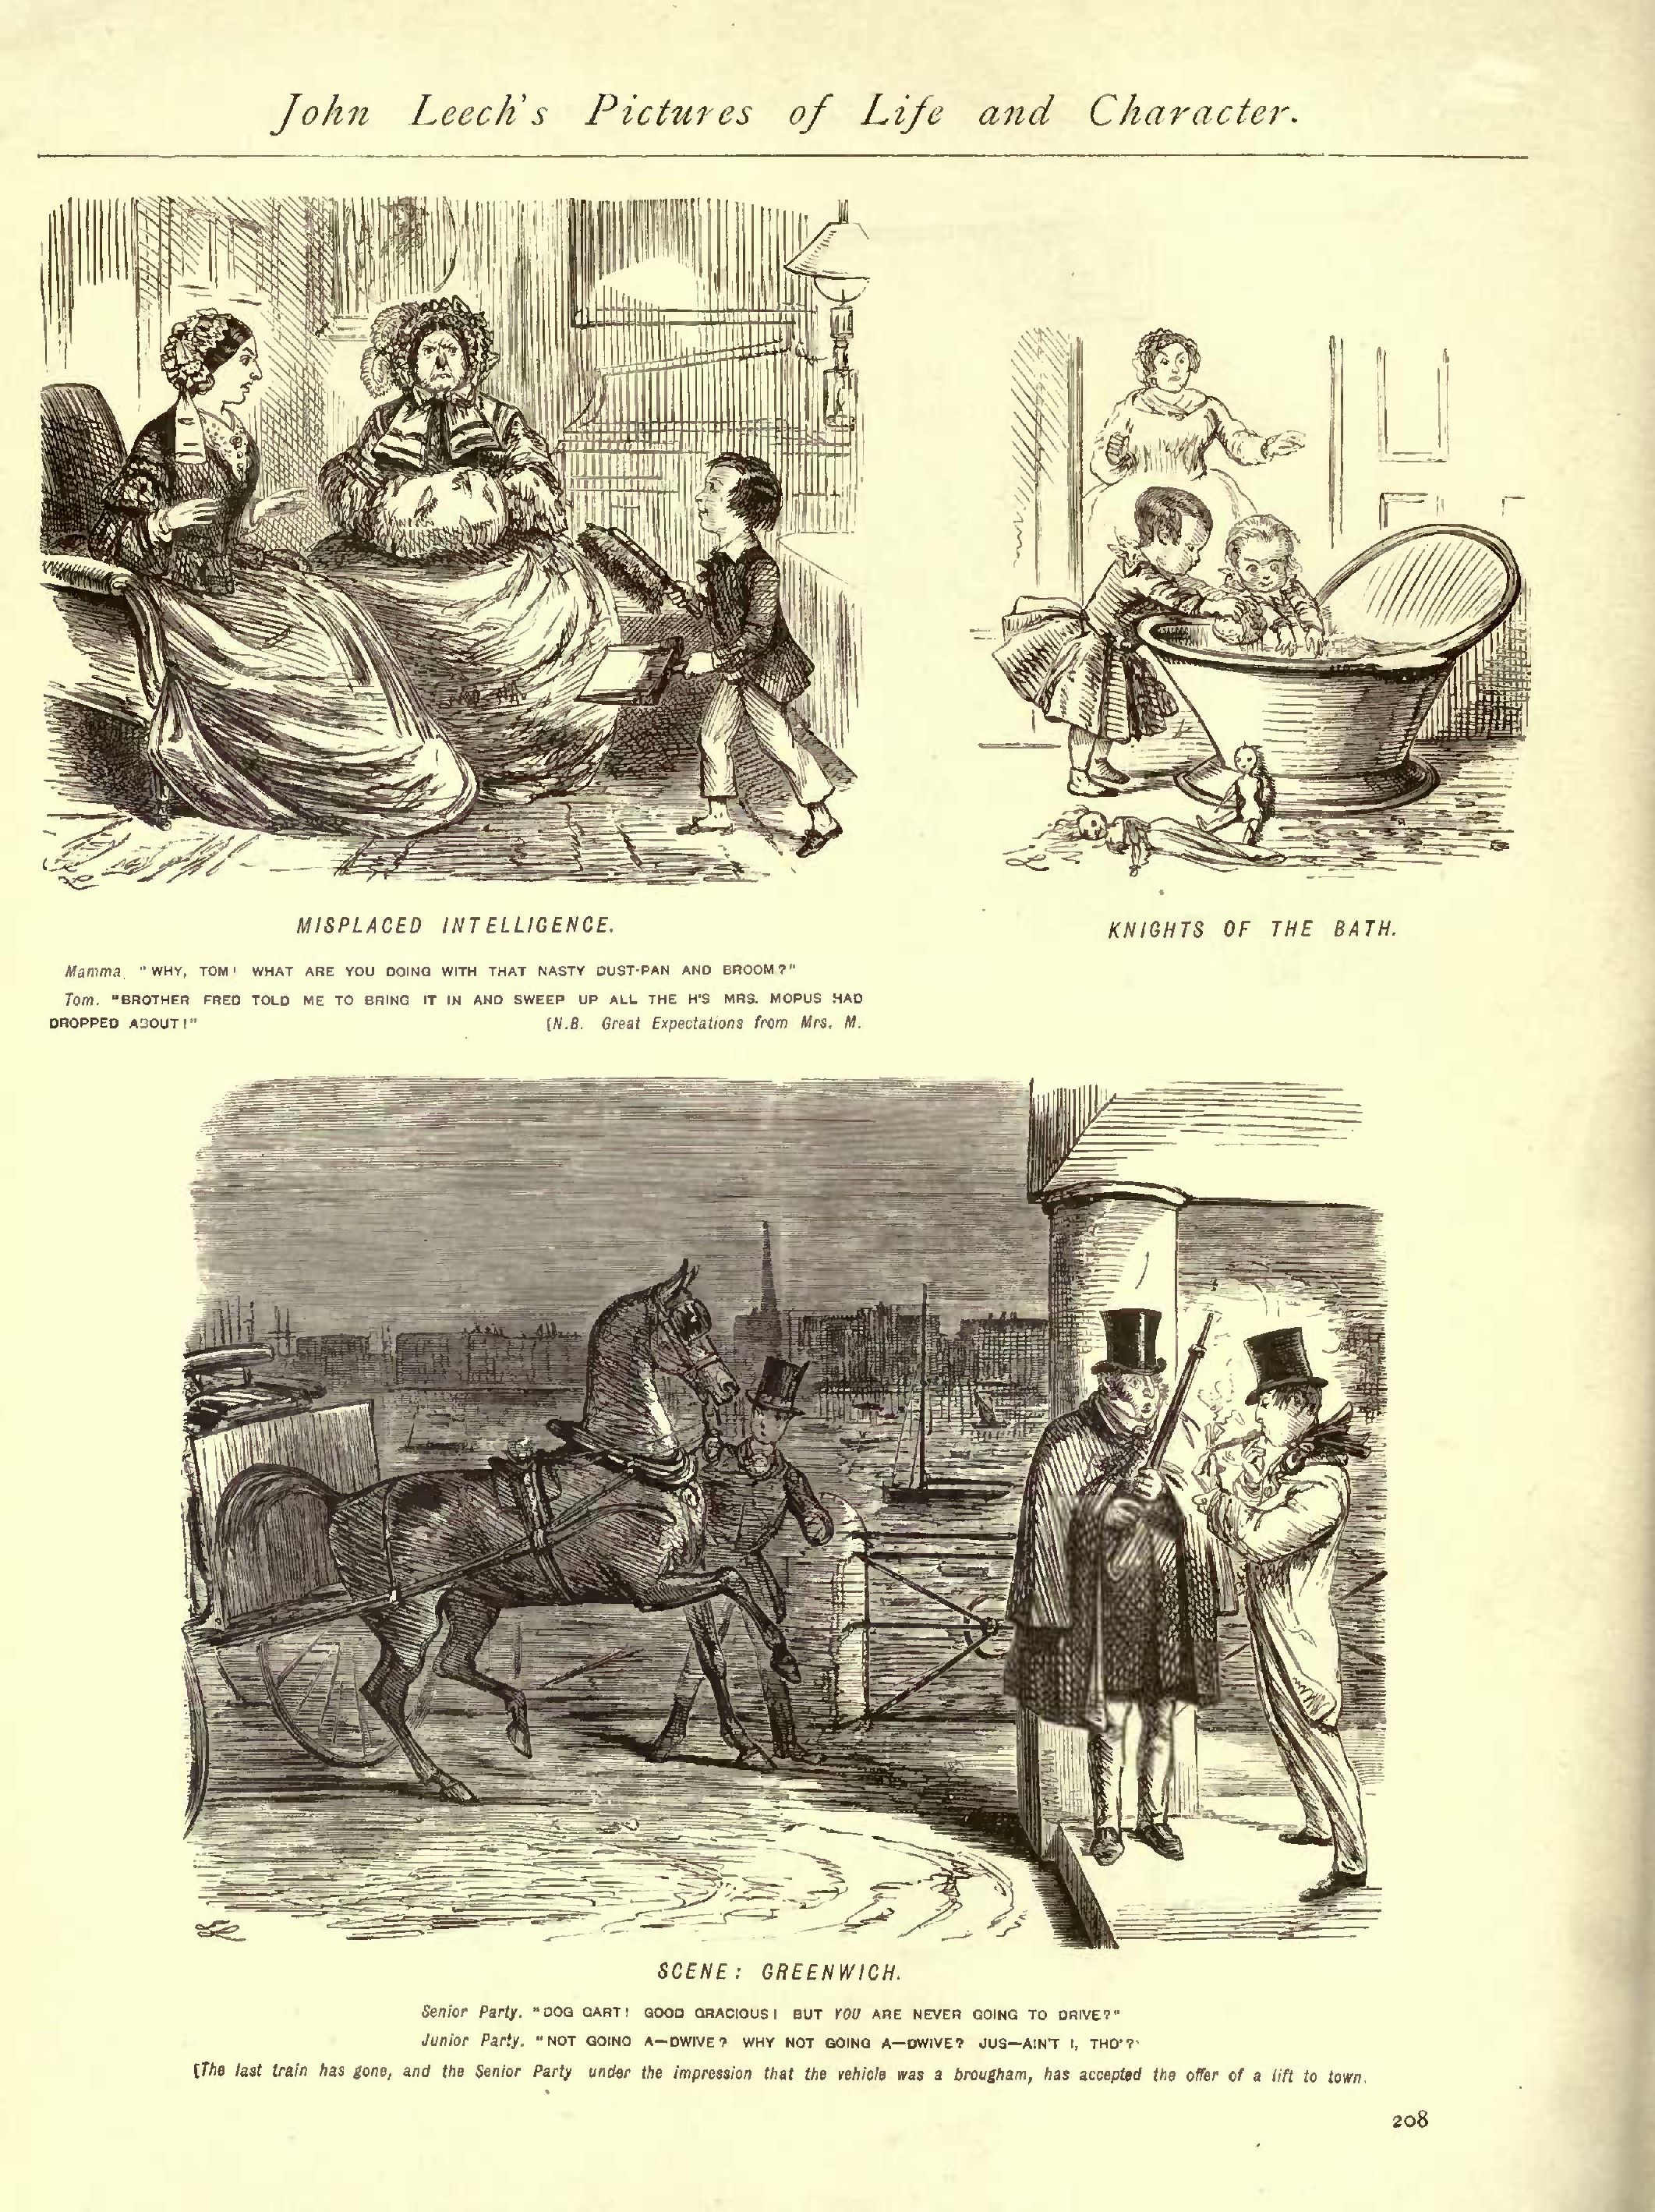 John Leech's Pictures of Life and Character.
MISPLACED INTELLIGENCE.
Mamma. "WHY, TOM! WHAT ARE YOU DOING WITH THAT NASTY DUST-PAN AND BROOM?"
Tom. "BROTHER FRED TOLD ME TO BRING IT IN AND SWEEP UP ALL THE H'S MRS. MOPUS HAD
DROPPED ABOUT!" [N.B. Great Expectations from Mrs. M.
KNIGHTS OF THE BATH.
SCENE: GREENWICH.
Senior Party. "DOG CART! GOOD GRACIOUS! BUT YOU ARE NEVER GOING TO DRIVE?"
Junior Party. "NOT GOING A—DWIVE? WHY NOT GOING A—DWIVE? JUS—AIN'T I, THO'?"
[The last train has gone, and the Senior Party under the impression that the vehicle was a brougham, has accepted the offer of a lift to town.
208